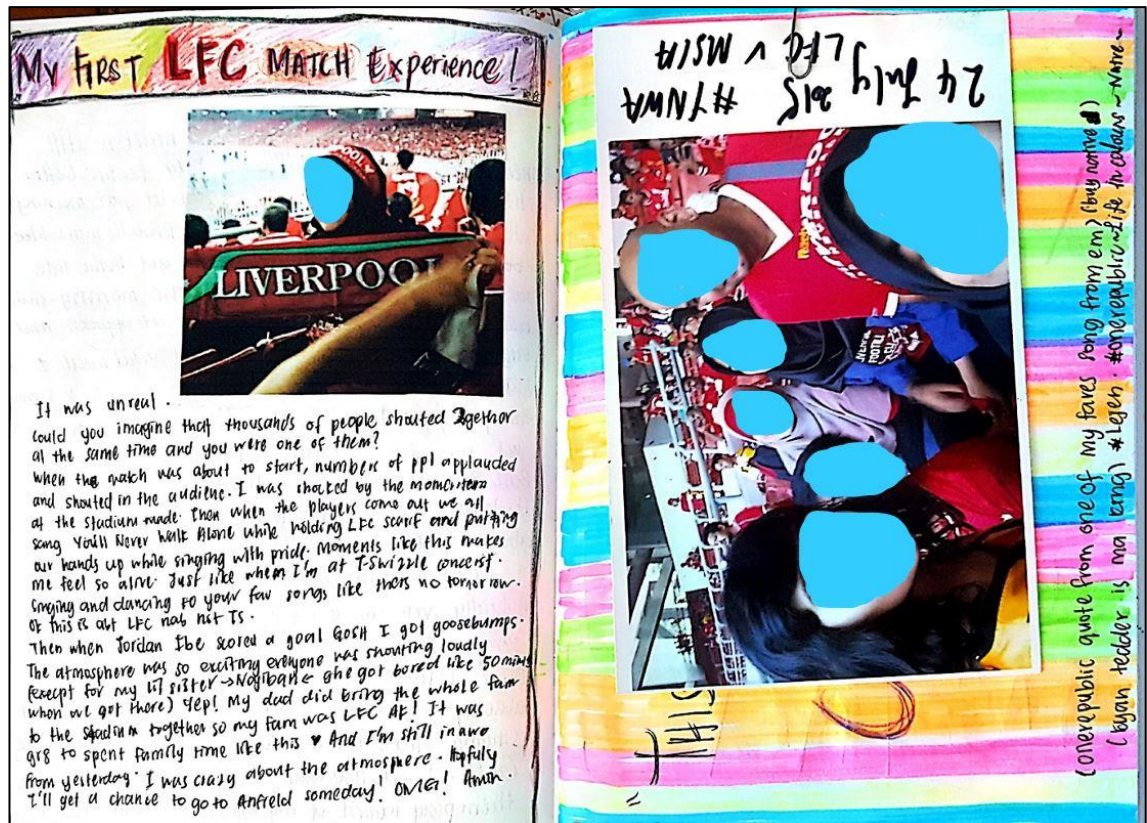 My FIRST LFC MATCH Experience!
LIVERPOOL
It was unreal.
Could you imagine that thousands of people shouted 2gether
at the same time and you were one of them?
When the match was about to start, numbers of ppl applauded
and shouted in the audience. I was shocked by the
at the stadium made. Then when the players come out we all
sang You'll Never Walk Alone while holding LFC scarf and putting
our hands up while singing with pride. Moments like this makes
me feel so alive. Just like when I'm at T-Swizzle concert.
Singing and dancing to your fav songs like thers no tomorrow.
Ok this is abt LFC nab not TS.
Then when Jordan Ibe scored a goal GOSH I got goosebumps.
The atmosphere was so exciting everyone was shouting loudly
(except for my lil sister → ← she got bored like 50 mins
when we got there) Yep! My dad did bring the whole fam
to the stadium together so my fam was LFC AF! It was
gr8 to spent family time like this ♥ And I'm still in awe
from yesterday. I was crazy about the atmosphere. Hopfuly
I'll get a chance to go to Anfield someday! OMG! Amin.
24 July 2015
LFC v MSIA
#YNWA
THIS
(Onerepublic quote from one of my faves song from em)
(Ryan tedder is ma king) #Legen. #onerepublic ~Life in colours ~Native~